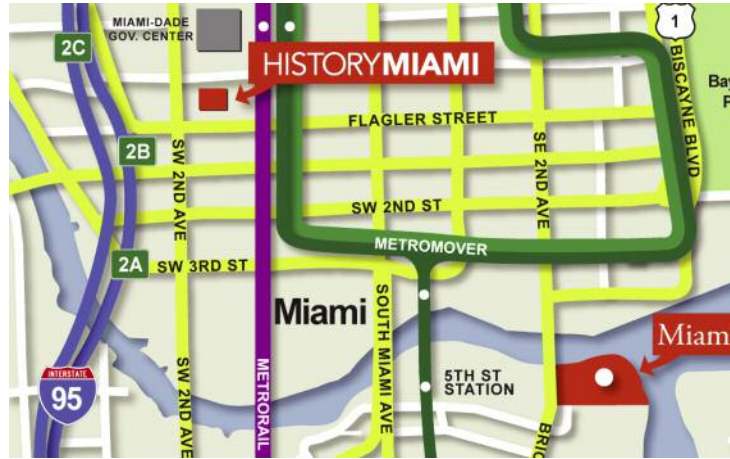 MIAMI-DADE
GOV. CENTER
1
2C
HISTORYMIAMI
BISCAYNE BLVD
FLAGLER STREET
2B
SW 2ND AVE
SE 2ND AVE
SW 2ND ST
METROMOVER
2A
SW 3RD ST
Miami
SOUTH MIAMI AVE
Miam
INTERSTATE
95
SW 2ND AVE
METRORAIL
5TH ST
STATION
BRIC
Bay
P